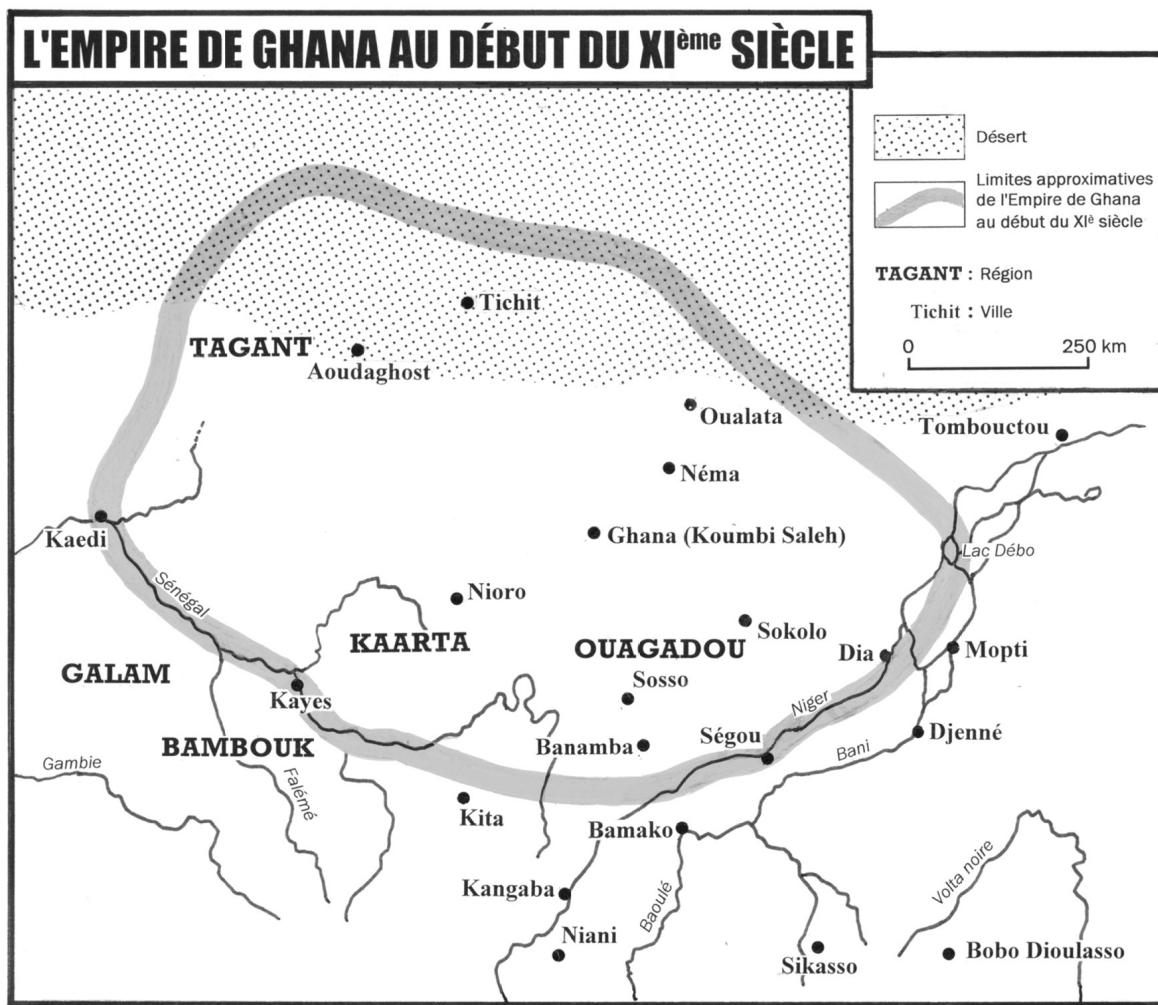 L'EMPIRE DE GHANA AU DÉBUT DU XIème SIÈCLE
Désert
Limites approximatives
de l'Empire de Ghana
au début du XIè siècle
TAGANT : Région
Tichit : Ville
0 250 km
Tichit
TAGANT
Aoudaghost
Oualata
Tombouctou
Néma
Kaedi
Ghana (Koumbi Saleh)
Lac Débo
Sénégal
Nioro
KAARTA
OUAGADOU
Sokolo
Dia
Mopti
GALAM
Kayes
Sosso
Niger
BAMBOUK
Banamba
Ségou
Djenné
Bani
Gambie
Falémé
Kita
Bamako
Volta noire
Kangaba
Baoulé
Niani
Sikasso
Bobo Dioulasso